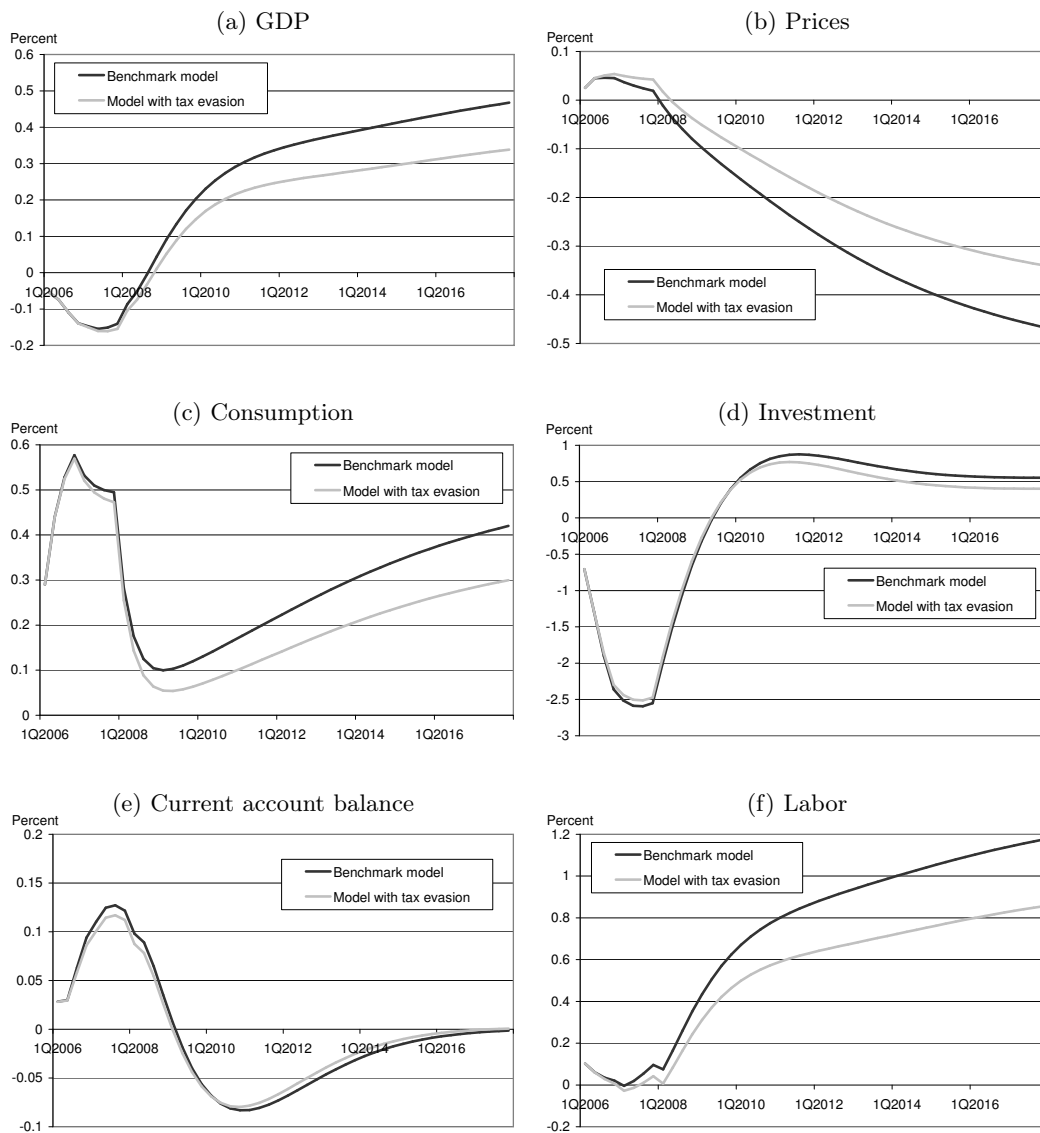 (a) GDP
Percent
0.6
0.5
0.4
0.3
0.2
0.1
0
-0.1
-0.2
Benchmark model
Model with tax evasion
1Q2006 1Q2008 1Q2010 1Q2012 1Q2014 1Q2016
(b) Prices
Percent
0.1
0
-0.1
-0.2
-0.3
-0.4
-0.5
1Q2006 1Q2008 1Q2010 1Q2012 1Q2014 1Q2016
Benchmark model
Model with tax evasion
(c) Consumption
Percent
0.6
0.5
0.4
0.3
0.2
0.1
0
Benchmark model
Model with tax evasion
1Q2006 1Q2008 1Q2010 1Q2012 1Q2014 1Q2016
(d) Investment
Percent
1
0.5
0
-0.5
-1
-1.5
-2
-2.5
-3
1Q2006 1Q2008 1Q2010 1Q2012 1Q2014 1Q2016
Benchmark model
Model with tax evasion
(e) Current account balance
Percent
0.2
0.15
0.1
0.05
0
-0.05
-0.1
Benchmark model
Model with tax evasion
1Q2006 1Q2008 1Q2010 1Q2012 1Q2014 1Q2016
(f) Labor
Percent
1.2
1
0.8
0.6
0.4
0.2
0
-0.2
Benchmark model
Model with tax evasion
1Q2006 1Q2008 1Q2010 1Q2012 1Q2014 1Q2016